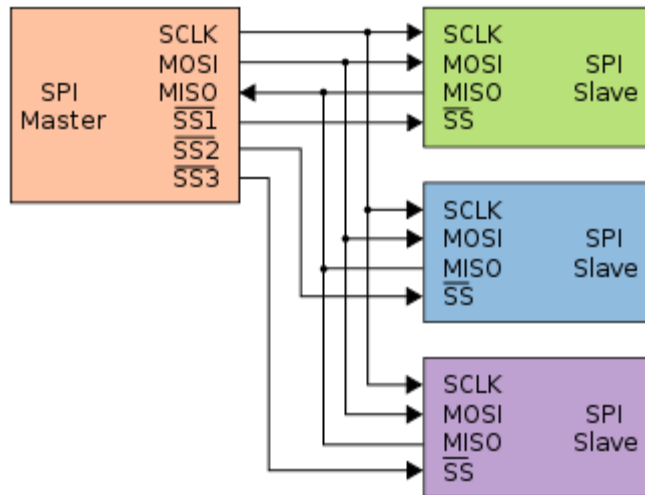 SCLK
MOSI
SPI MISO
Master SS1
SS2
SS3
SCLK
MOSI SPI
MISO Slave
SS
SCLK
MOSI SPI
MISO Slave
SS
SCLK
MOSI SPI
MISO Slave
SS